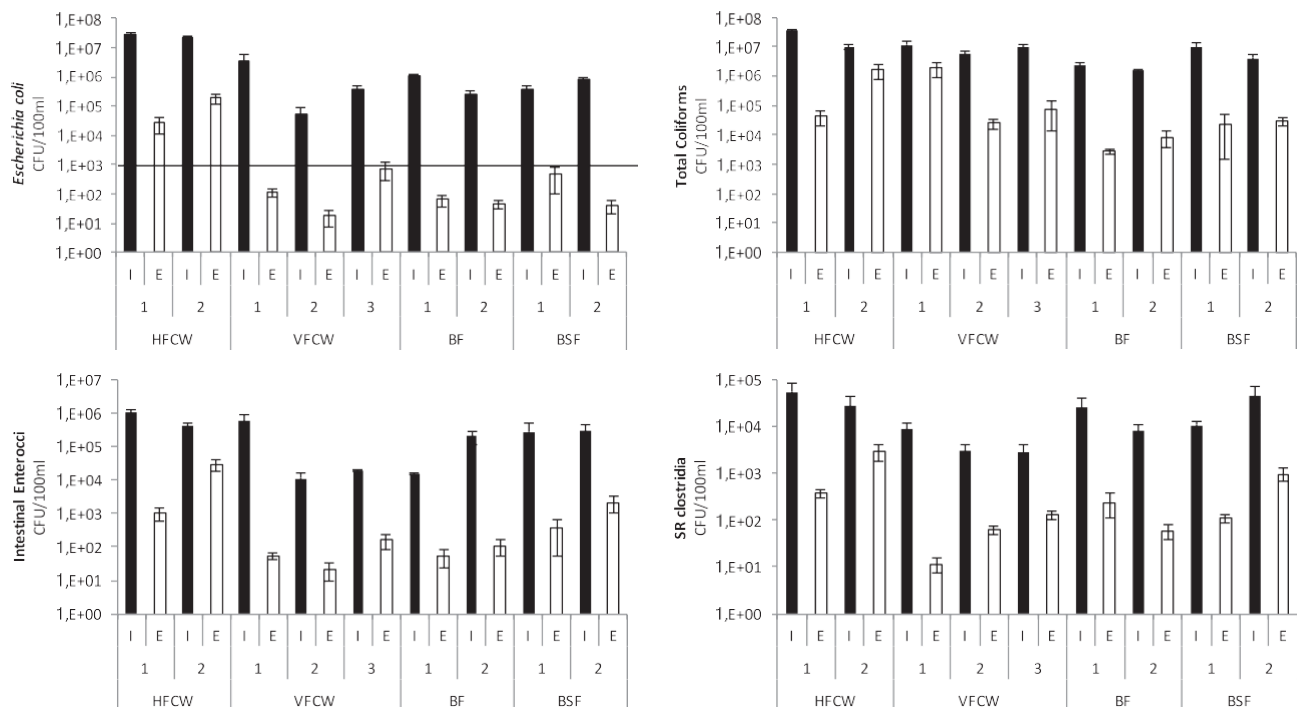 Escherichia coli
CFU/100ml
1,E+08
1,E+07
1,E+06
1,E+05
1,E+04
1,E+03
1,E+02
1,E+01
1,E+00
I E I E I E I E I E I E I E I E I E
1 2 1 2 3 1 2 1 2
HFCW VFCW BF BSF
Total Coliforms
CFU/100ml
1,E+08
1,E+07
1,E+06
1,E+05
1,E+04
1,E+03
1,E+02
1,E+01
1,E+00
I E I E I E I E I E I E I E I E I E
1 2 1 2 3 1 2 1 2
HFCW VFCW BF BSF
Intestinal Enterocci
CFU/100ml
1,E+07
1,E+06
1,E+05
1,E+04
1,E+03
1,E+02
1,E+01
1,E+00
I E I E I E I E I E I E I E I E I E
1 2 1 2 3 1 2 1 2
HFCW VFCW BF BSF
SR clostridia
CFU/100ml
1,E+05
1,E+04
1,E+03
1,E+02
1,E+01
1,E+00
I E I E I E I E I E I E I E I E I E
1 2 1 2 3 1 2 1 2
HFCW VFCW BF BSF